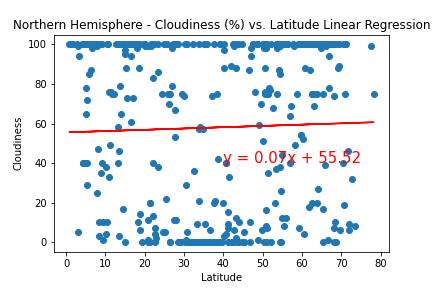 Northern Hemisphere - Cloudiness (%) vs. Latitude Linear Regression
100
80
60
40
20
0
Cloudiness
y = 0.07x + 55.52
0 10 20 30 40 50 60 70 80
Latitude